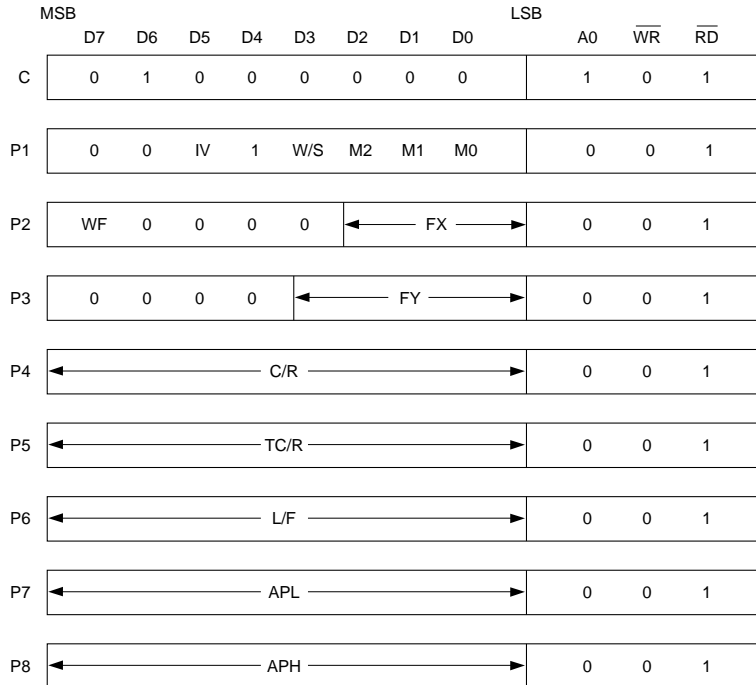 MSB LSB
D7 D6 D5 D4 D3 D2 D1 D0 A0 WR RD
C 0 1 0 0 0 0 0 0 1 0 1
P1 0 0 IV 1 W/S M2 M1 M0 0 0 1
P2 WF 0 0 0 0 FX 0 0 1
P3 0 0 0 0 FY 0 0 1
P4 C/R 0 0 1
P5 TC/R 0 0 1
P6 L/F 0 0 1
P7 APL 0 0 1
P8 APH 0 0 1